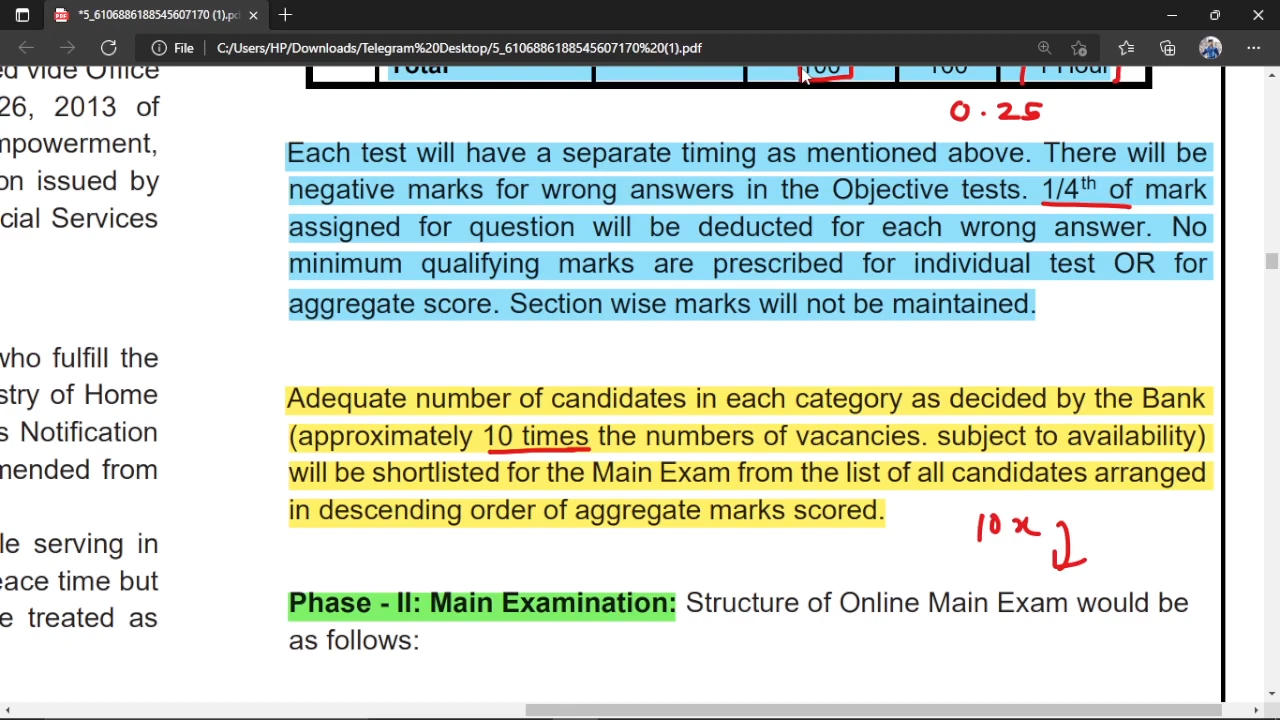 *5_6106886188545607170 (1).pd
File
C:/Users/HP/Downloads/Telegram%20Desktop/5_6106886188545607170%20(1).pdf
ed vide Office
26, 2013 of
mpowerment,
on issued by
cial Services
who fulfill the
stry of Home
s Notification
mended from
le serving in
eace time but
e treated as
Total 100 100 1 Hour
0.25
Each test will have a separate timing as mentioned above. There will be
negative marks for wrong answers in the Objective tests. 1/4th of mark
assigned for question will be deducted for each wrong answer. No
minimum qualifying marks are prescribed for individual test OR for
aggregate score. Section wise marks will not be maintained.
Adequate number of candidates in each category as decided by the Bank
(approximately 10 times the numbers of vacancies. subject to availability)
will be shortlisted for the Main Exam from the list of all candidates arranged
in descending order of aggregate marks scored.
10x
Phase - II: Main Examination: Structure of Online Main Exam would be
as follows: